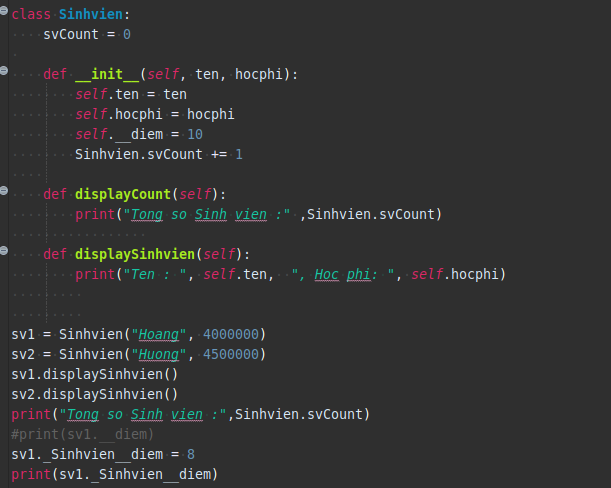 class Sinhvien:
    svCount = 0
    def __init__(self, ten, hocphi):
        self.ten = ten
        self.hocphi = hocphi
        self.__diem = 10
        Sinhvien.svCount += 1
    def displayCount(self):
        print("Tong so Sinh vien :" ,Sinhvien.svCount)
    def displaySinhvien(self):
        print("Ten : ", self.ten,  ", Hoc phi: ", self.hocphi)
sv1 = Sinhvien("Hoang", 4000000)
sv2 = Sinhvien("Huong", 4500000)
sv1.displaySinhvien()
sv2.displaySinhvien()
print("Tong so Sinh vien :",Sinhvien.svCount)
#print(sv1.__diem)
sv1._Sinhvien__diem = 8
print(sv1._Sinhvien__diem)